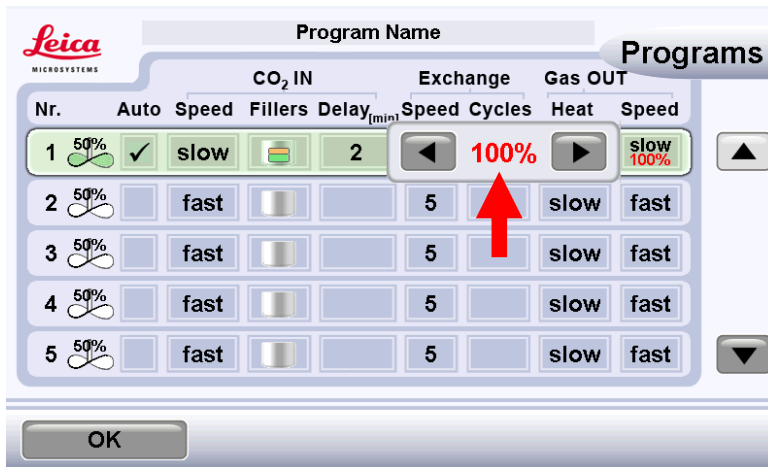 Leica
MICROSYSTEMS
Program Name
Programs
CO₂ IN Exchange Gas OUT
Nr. Auto Speed Fillers Delay[min] Speed Cycles Heat Speed
1 50% ✓ slow 2 100% slow 100%
2 50% fast 5 slow fast
3 50% fast 5 slow fast
4 50% fast 5 slow fast
5 50% fast 5 slow fast
OK